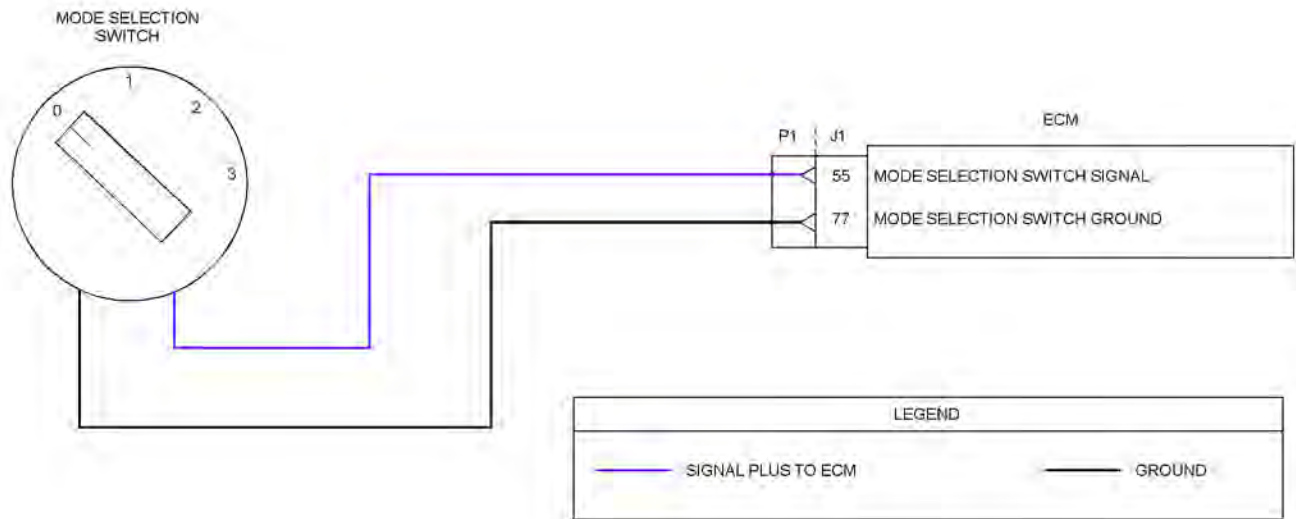 MODE SELECTION
SWITCH
0
1
2
3
ECM
P1 J1
55 MODE SELECTION SWITCH SIGNAL
77 MODE SELECTION SWITCH GROUND
LEGEND
SIGNAL PLUS TO ECM GROUND